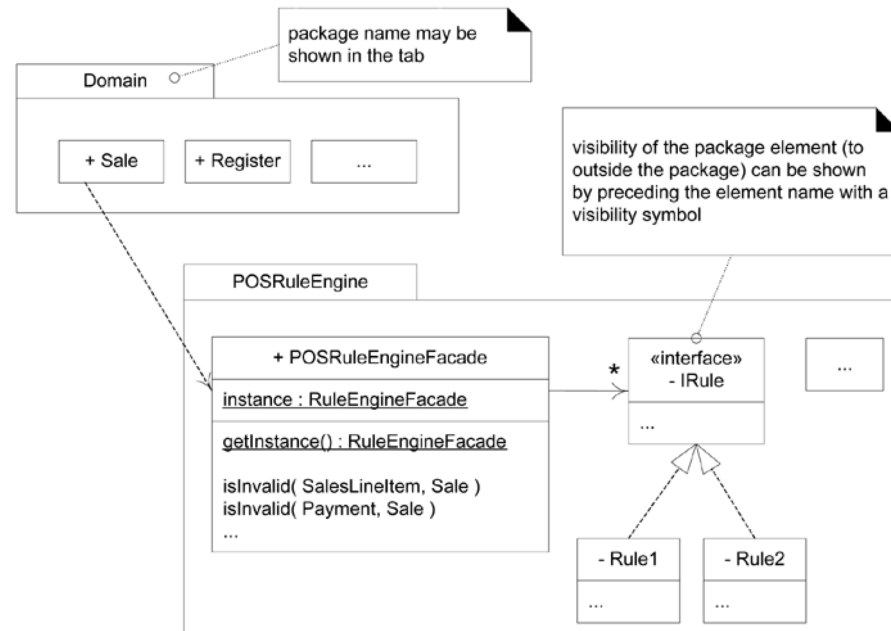 package name may be
shown in the tab
Domain
+ Sale
+ Register
...
visibility of the package element (to
outside the package) can be shown
by preceding the element name with a
visibility symbol
POSRuleEngine
+ POSRuleEngineFacade
instance : RuleEngineFacade
getInstance() : RuleEngineFacade
isInvalid( SalesLineItem, Sale )
isInvalid( Payment, Sale )
...
*
«interface»
- IRule
...
...
- Rule1
...
- Rule2
...